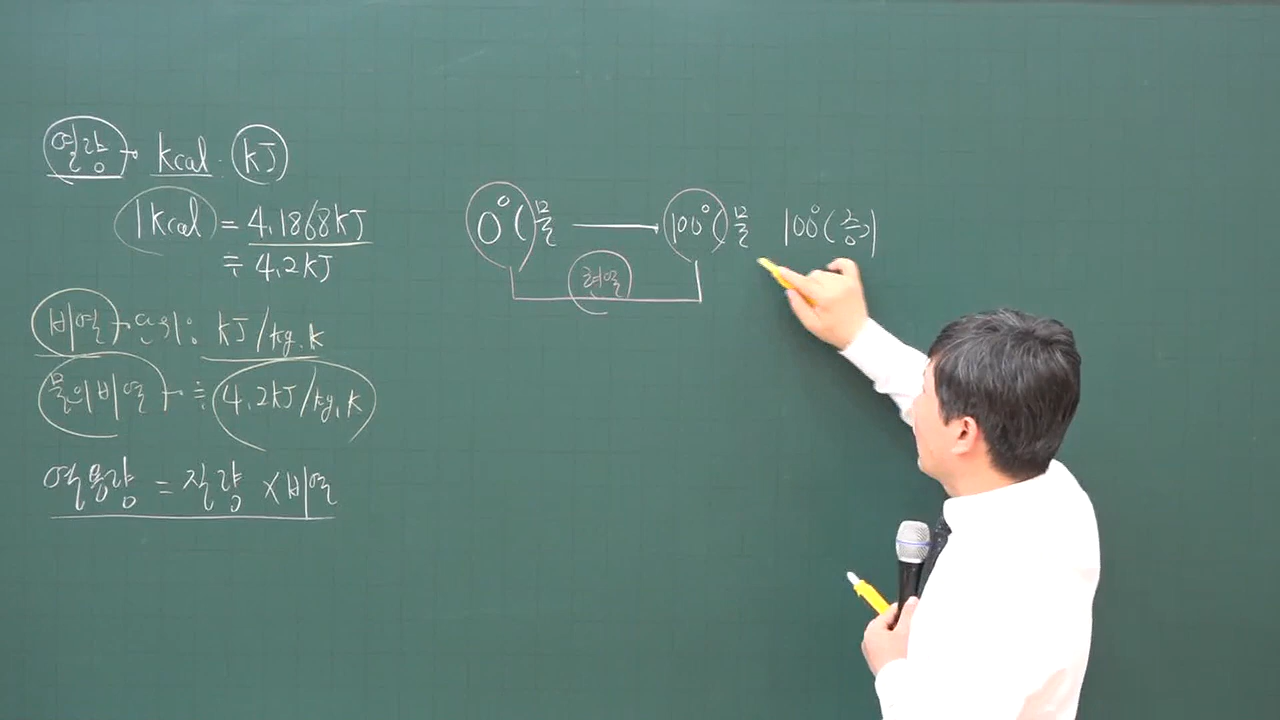 열량 → kcal. kJ
1kcal = 4.1868kJ
≒ 4.2kJ
비열 → 단위: kJ/kg.k
물의비열 → ≒ 4.2kJ/kg.k
열용량 = 질량 × 비열
0°C 물 → 100°C 물 100°C 증기
현열